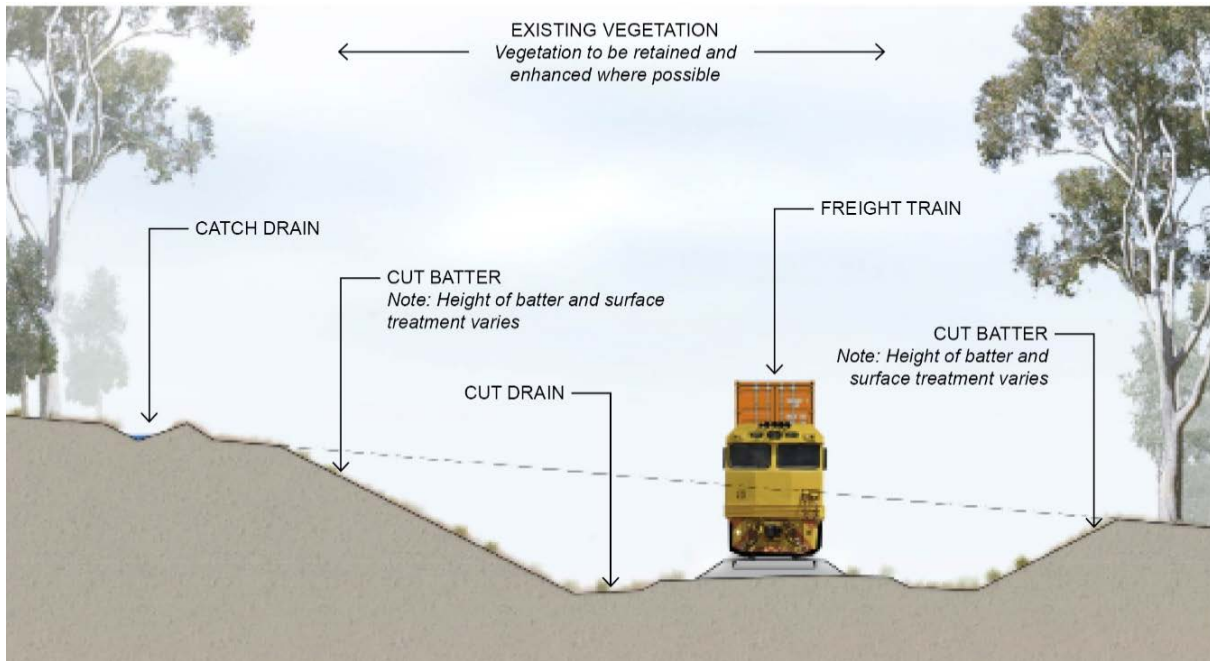 EXISTING VEGETATION
Vegetation to be retained and
enhanced where possible
FREIGHT TRAIN
CATCH DRAIN
CUT BATTER
Note: Height of batter and surface
treatment varies
CUT BATTER
Note: Height of batter and
surface treatment varies
CUT DRAIN